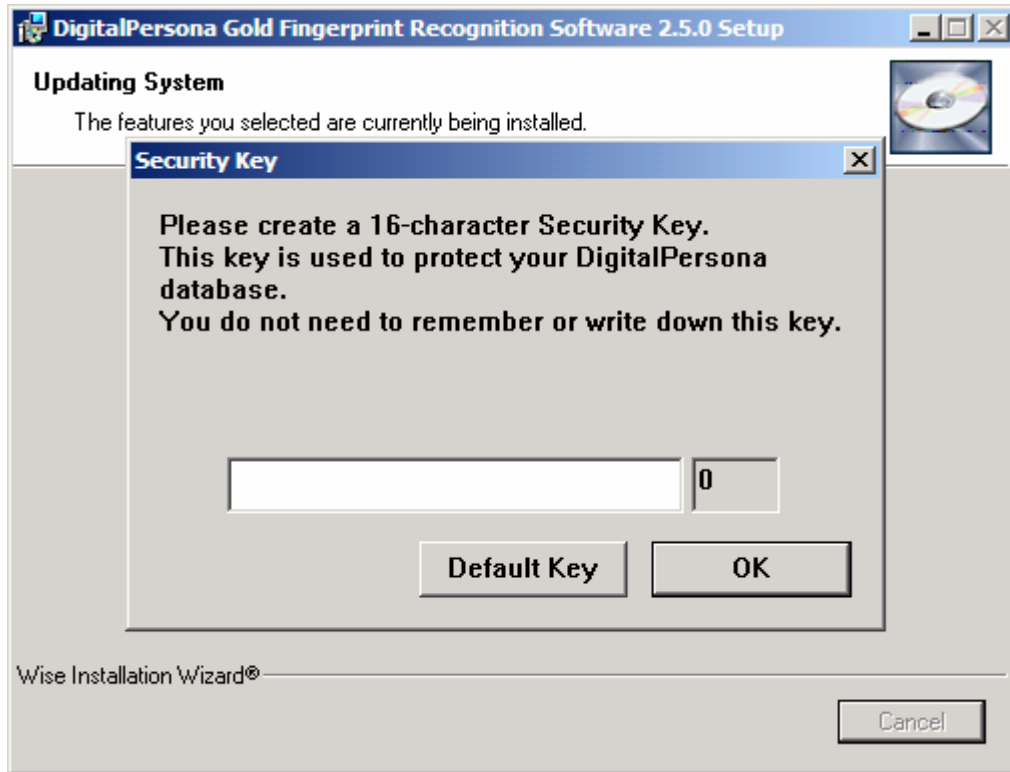 DigitalPersona Gold Fingerprint Recognition Software 2.5.0 Setup
Updating System
The features you selected are currently being installed.
Security Key
Please create a 16-character Security Key.
This key is used to protect your DigitalPersona
database.
You do not need to remember or write down this key.
0
Default Key
OK
Wise Installation Wizard®
Cancel